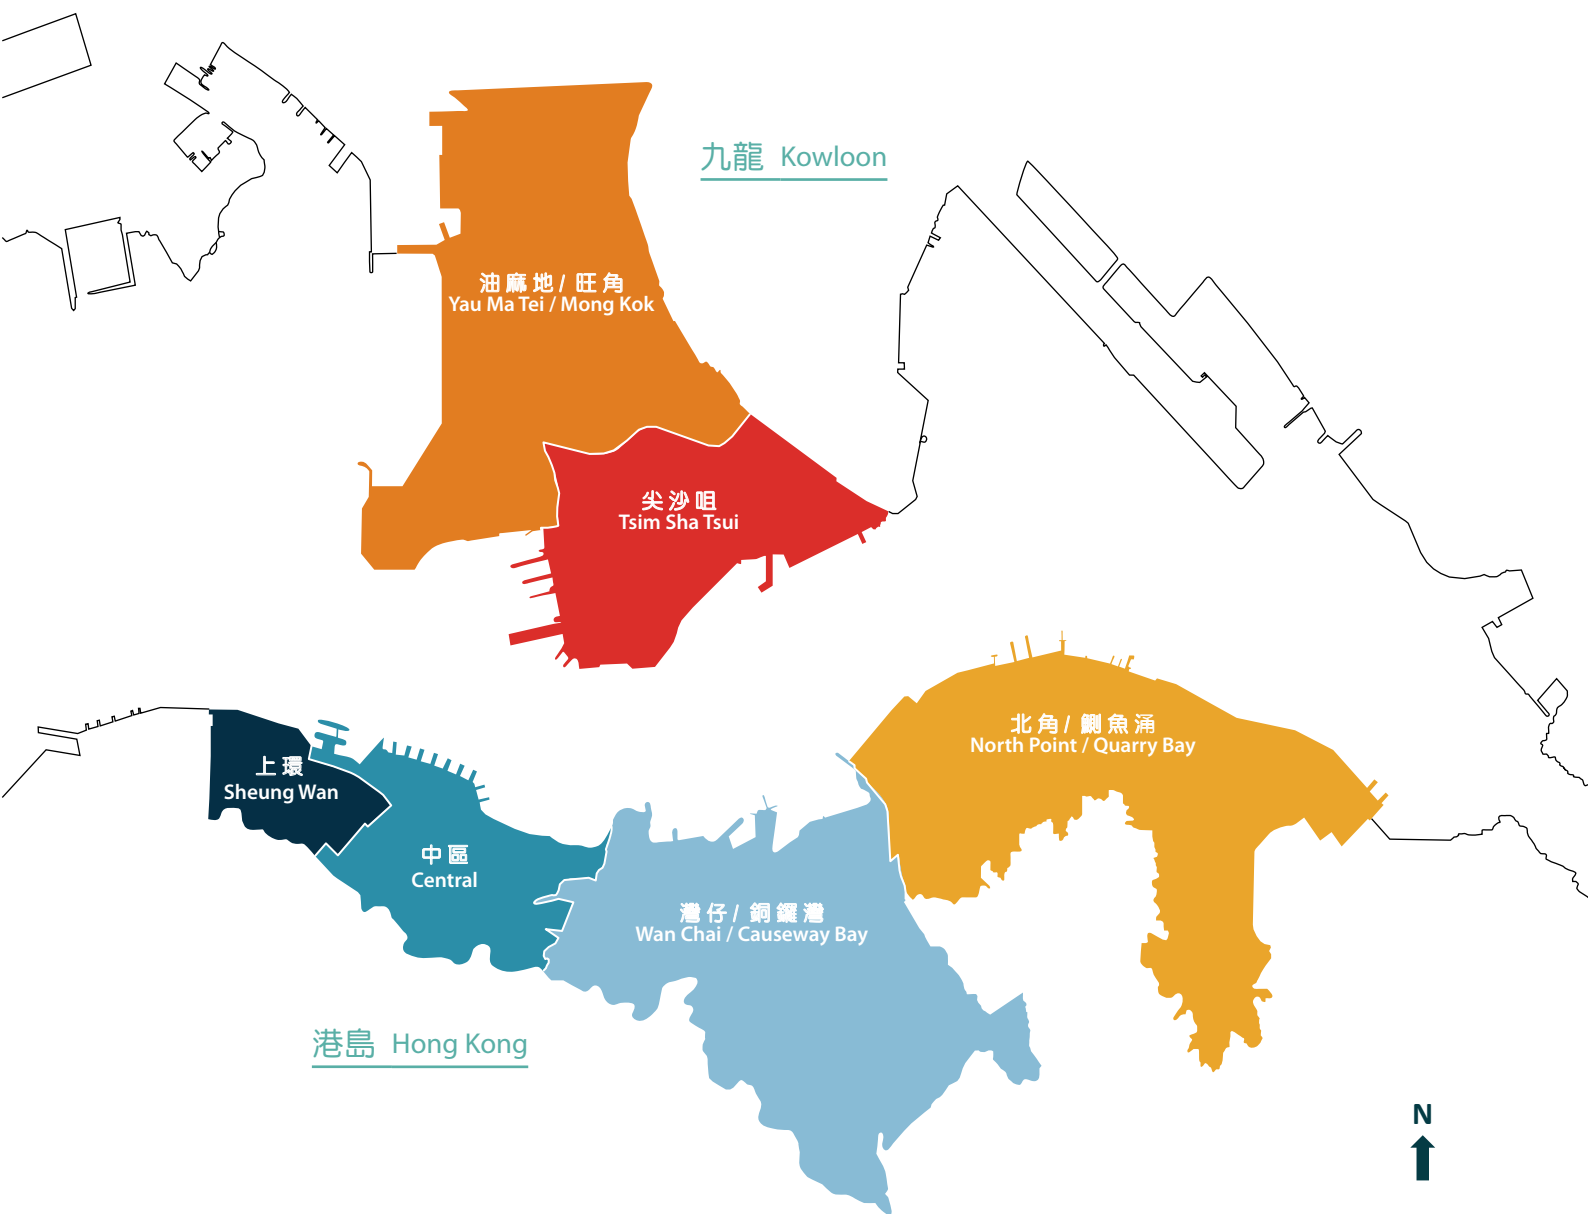 九龍 Kowloon
油麻地 / 旺角
Yau Ma Tei / Mong Kok
尖沙咀
Tsim Sha Tsui
北角 / 鰂魚涌
North Point / Quarry Bay
上環
Sheung Wan
中區
Central
灣仔 / 銅鑼灣
Wan Chai / Causeway Bay
港島 Hong Kong
N